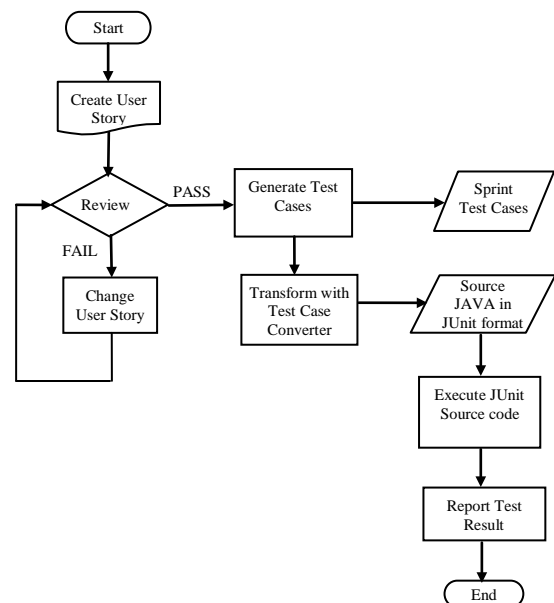 Start
Create User
Story
Review
PASS
FAIL
Change
User Story
Generate Test
Cases
Sprint
Test Cases
Transform with
Test Case
Converter
Source
JAVA in
JUnit format
Execute JUnit
Source code
Report Test
Result
End